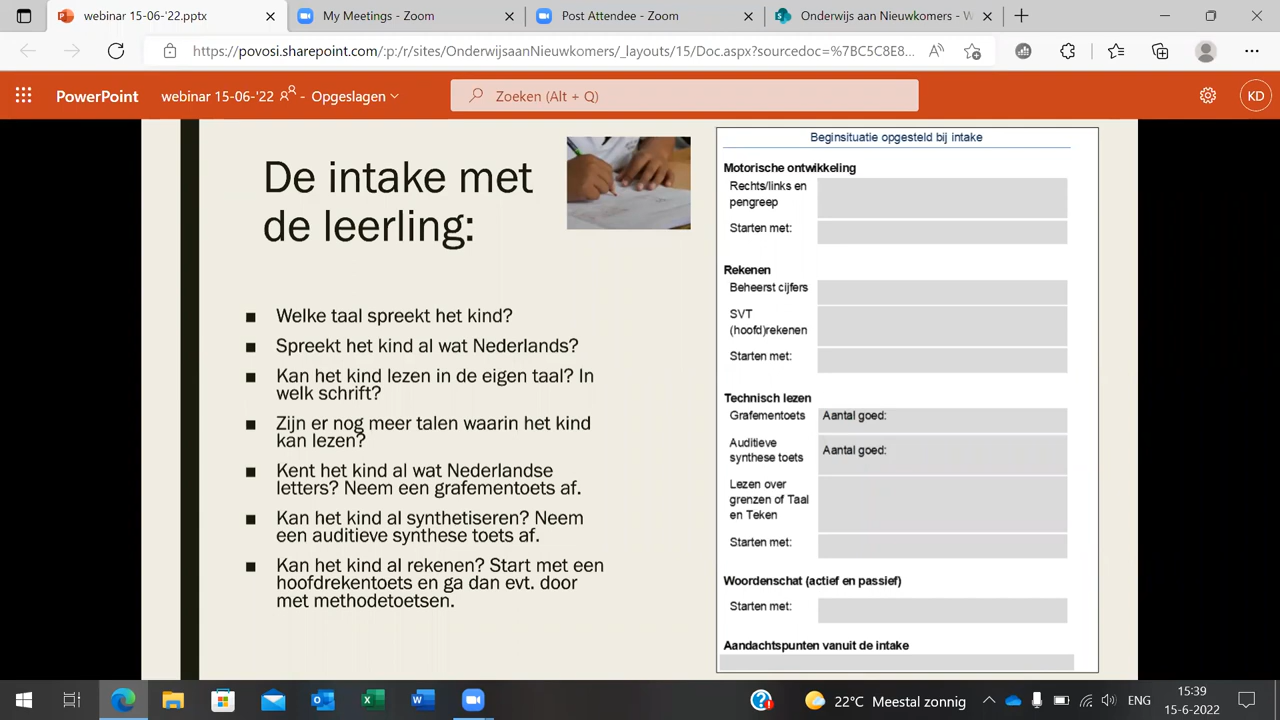 webinar 15-06-'22.pptx
My Meetings - Zoom
Post Attendee - Zoom
Onderwijs aan Nieuwkomers - W
https://povosi.sharepoint.com/:p:/r/sites/OnderwijsaanNieuwkomers/_layouts/15/Doc.aspx?sourcedoc=%7BC5C8E8...
PowerPoint
webinar 15-06-'22 - Opgeslagen
Zoeken (Alt + Q)
KD
De intake met
de leerling:
Welke taal spreekt het kind?
Spreekt het kind al wat Nederlands?
Kan het kind lezen in de eigen taal? In
welk schrift?
Zijn er nog meer talen waarin het kind
kan lezen?
Kent het kind al wat Nederlandse
letters? Neem een grafementoets af.
Kan het kind al synthetiseren? Neem
een auditieve synthese toets af.
Kan het kind al rekenen? Start met een
hoofdrekentoets en ga dan evt. door
met methodetoetsen.
Beginsituatie opgesteld bij intake
Motorische ontwikkeling
Rechts/links en
pengreep
Starten met:
Rekenen
Beheerst cijfers
SVT
(hoofd)rekenen
Starten met:
Technisch lezen
Grafementoets Aantal goed:
Auditieve
synthese toets Aantal goed:
Lezen over
grenzen of Taal
en Teken
Starten met:
Woordenschat (actief en passief)
Starten met:
Aandachtspunten vanuit de intake
22°C Meestal zonnig
ENG
15:39
15-6-2022